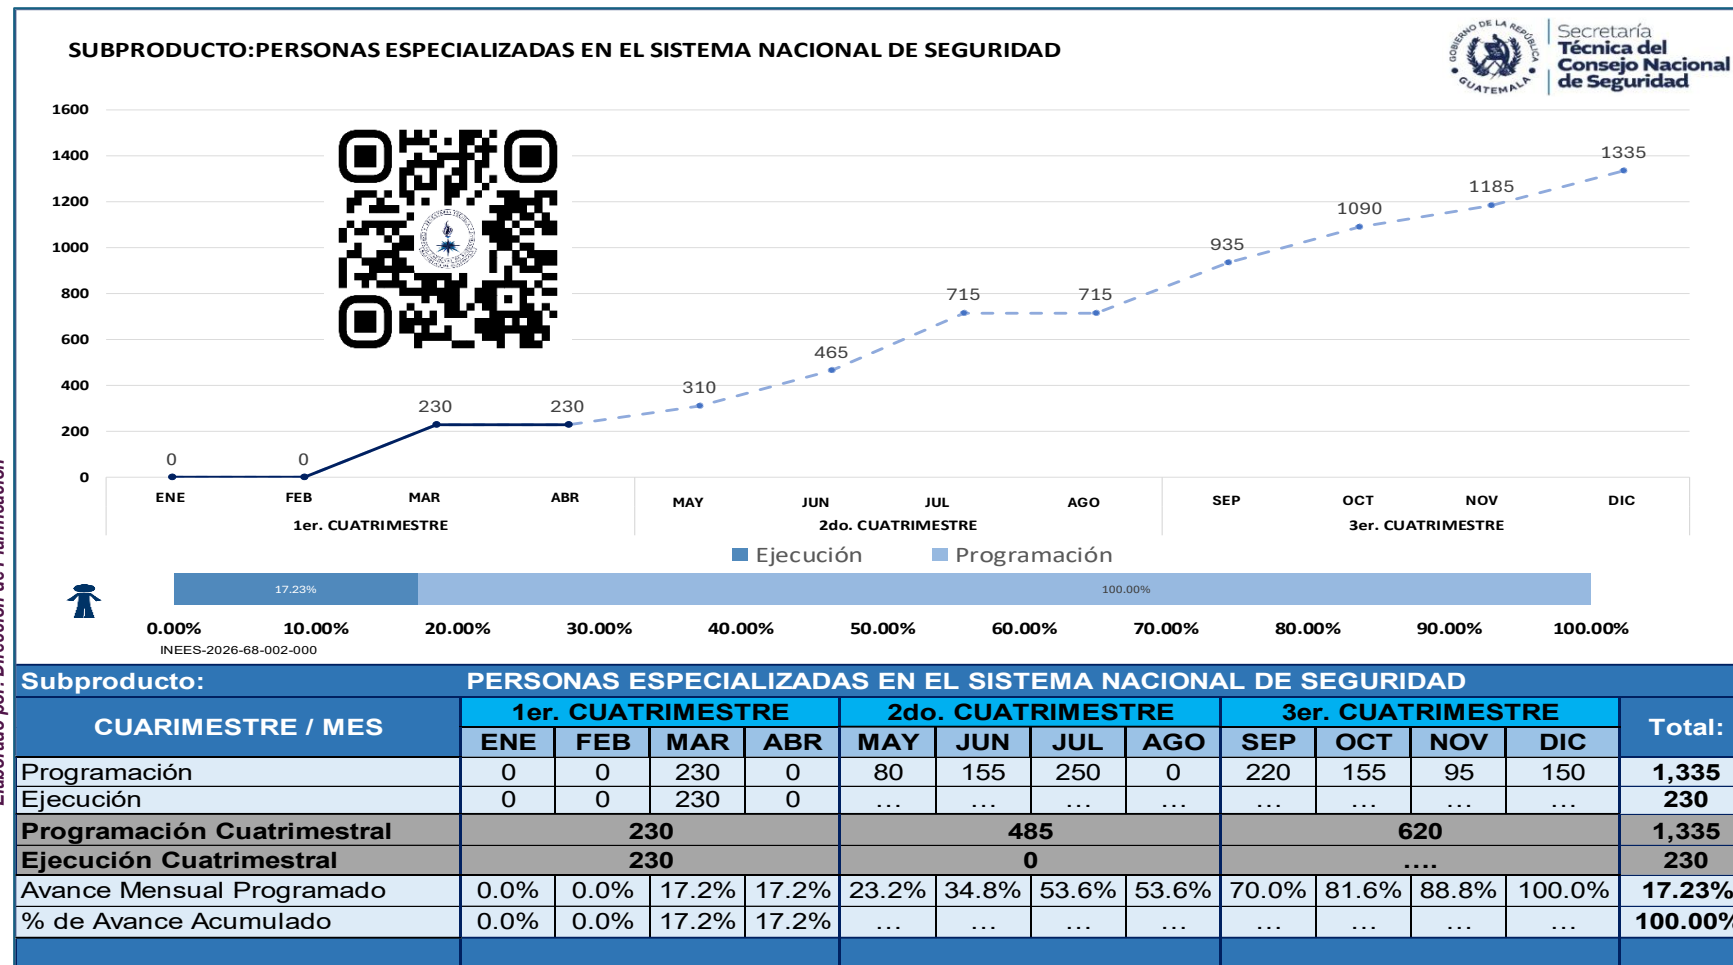 SUBPRODUCTO:PERSONAS ESPECIALIZADAS EN EL SISTEMA NACIONAL DE SEGURIDAD
GOBIERNO DE LA REPÚBLICA
GUATEMALA
Secretaría
Técnica del
Consejo Nacional
de Seguridad
1600
1400
1200
1000
800
600
400
200
0
0 0 230 230 310 465 715 715 935 1090 1185 1335
ENE FEB MAR ABR MAY JUN JUL AGO SEP OCT NOV DIC
1er. CUATRIMESTRE 2do. CUATRIMESTRE 3er. CUATRIMESTRE
Ejecución Programación
17.23% 100.00%
0.00% 10.00% 20.00% 30.00% 40.00% 50.00% 60.00% 70.00% 80.00% 90.00% 100.00%
INEES-2026-68-002-000
Elaborado por: Dirección de Planificación
Subproducto: PERSONAS ESPECIALIZADAS EN EL SISTEMA NACIONAL DE SEGURIDAD
CUARIMESTRE / MES 1er. CUATRIMESTRE 2do. CUATRIMESTRE 3er. CUATRIMESTRE Total:
ENE FEB MAR ABR MAY JUN JUL AGO SEP OCT NOV DIC
Programación 0 0 230 0 80 155 250 0 220 155 95 150 1,335
Ejecución 0 0 230 0 ... ... ... ... ... ... ... ... 230
Programación Cuatrimestral 230 485 620 1,335
Ejecución Cuatrimestral 230 0 .... 230
Avance Mensual Programado 0.0% 0.0% 17.2% 17.2% 23.2% 34.8% 53.6% 53.6% 70.0% 81.6% 88.8% 100.0% 17.23%
% de Avance Acumulado 0.0% 0.0% 17.2% 17.2% ... ... ... ... ... ... ... ... 100.00%